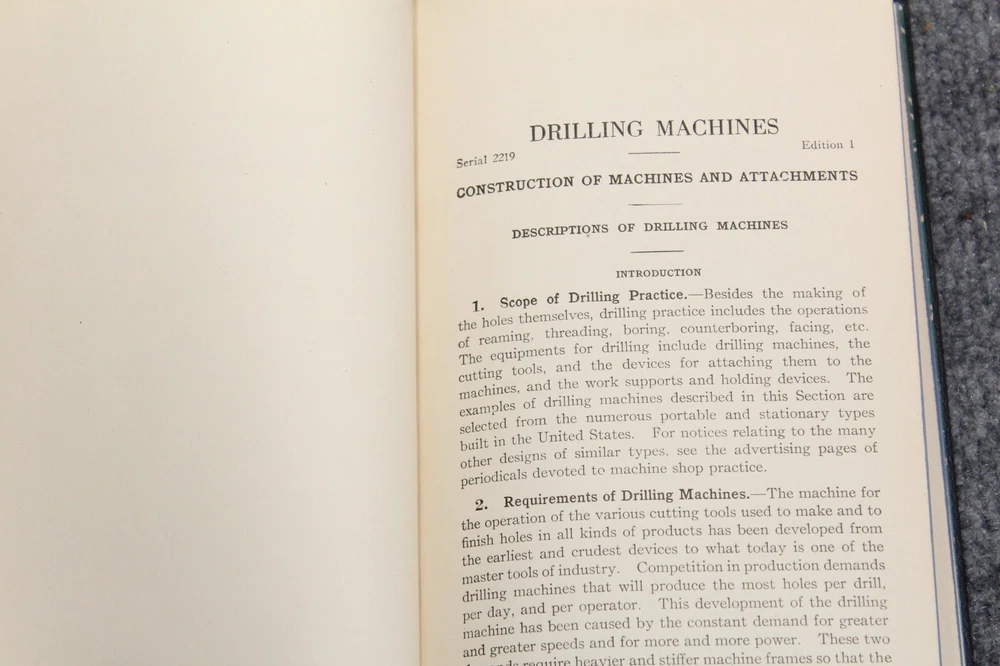 DRILLING MACHINES
Serial 2219 Edition 1
CONSTRUCTION OF MACHINES AND ATTACHMENTS
DESCRIPTIONS OF DRILLING MACHINES
INTRODUCTION
1. Scope of Drilling Practice.—Besides the making of
the holes themselves, drilling practice includes the operations
of reaming, threading, boring, counterboring, facing, etc.
The equipments for drilling include drilling machines, the
cutting tools, and the devices for attaching them to the
machines, and the work supports and holding devices. The
examples of drilling machines described in this Section are
selected from the numerous portable and stationary types
built in the United States. For notices relating to the many
other designs of similar types, see the advertising pages of
periodicals devoted to machine shop practice.
2. Requirements of Drilling Machines.—The machine for
the operation of the various cutting tools used to make and to
finish holes in all kinds of products has been developed from
the earliest and crudest devices to what today is one of the
master tools of industry. Competition in production demands
drilling machines that will produce the most holes per drill,
per day, and per operator. This development of the drilling
machine has been caused by the constant demand for greater
and greater speeds and for more and more power. These two
require heavier and stiffer machine frames so that the